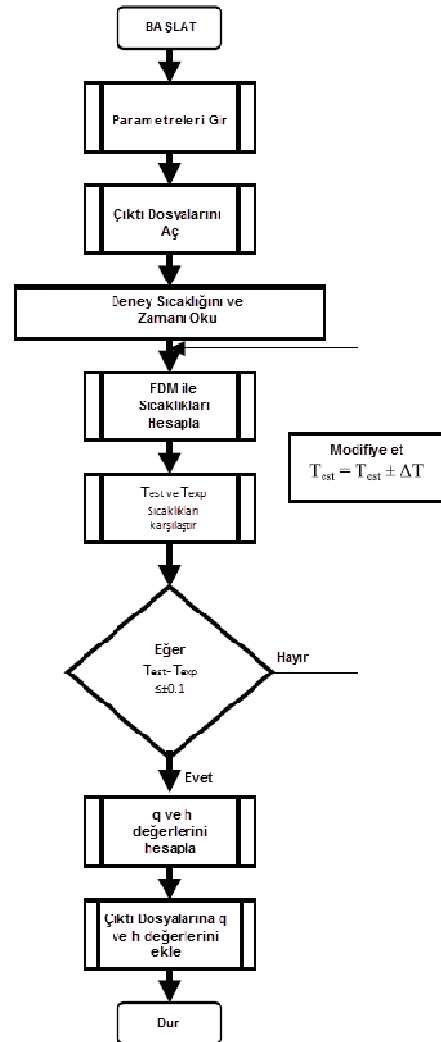 BAŞLAT
Parametreleri Gir
Çıktı Dosyalarını
Aç
Deney Sıcaklığını ve
Zamanı Oku
FDM ile
Sıcaklıkları
Hesapla
Test ve Texp
Sıcaklıkları
karşılaştır
Modifiye et
Test = Test ± ΔT
Eğer
Test-Texp
≤±0.1
Hayır
Evet
q ve h
değerlerini
hesapla
Çıktı Dosyalarına q
ve h değerlerini
ekle
Dur